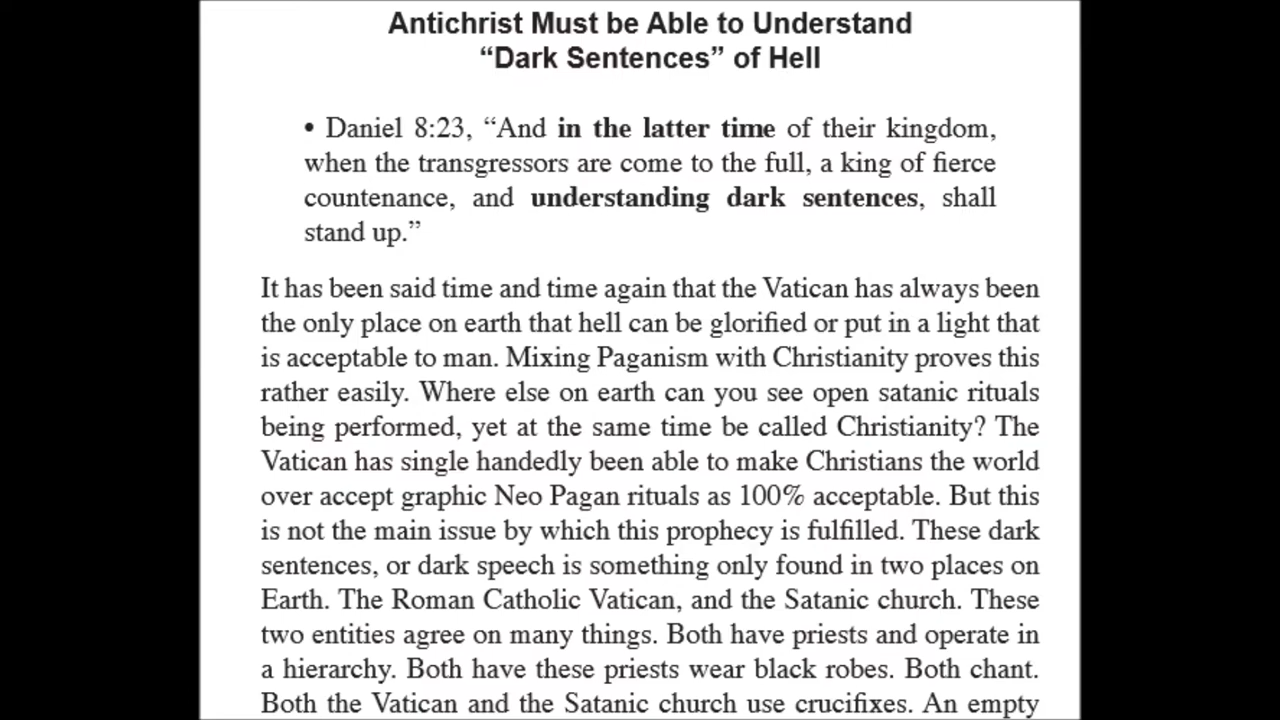 Antichrist Must be Able to Understand
“Dark Sentences” of Hell
• Daniel 8:23, “And in the latter time of their kingdom,
when the transgressors are come to the full, a king of fierce
countenance, and understanding dark sentences, shall
stand up.”
It has been said time and time again that the Vatican has always been
the only place on earth that hell can be glorified or put in a light that
is acceptable to man. Mixing Paganism with Christianity proves this
rather easily. Where else on earth can you see open satanic rituals
being performed, yet at the same time be called Christianity? The
Vatican has single handedly been able to make Christians the world
over accept graphic Neo Pagan rituals as 100% acceptable. But this
is not the main issue by which this prophecy is fulfilled. These dark
sentences, or dark speech is something only found in two places on
Earth. The Roman Catholic Vatican, and the Satanic church. These
two entities agree on many things. Both have priests and operate in
a hierarchy. Both have these priests wear black robes. Both chant.
Both the Vatican and the Satanic church use crucifixes. An empty